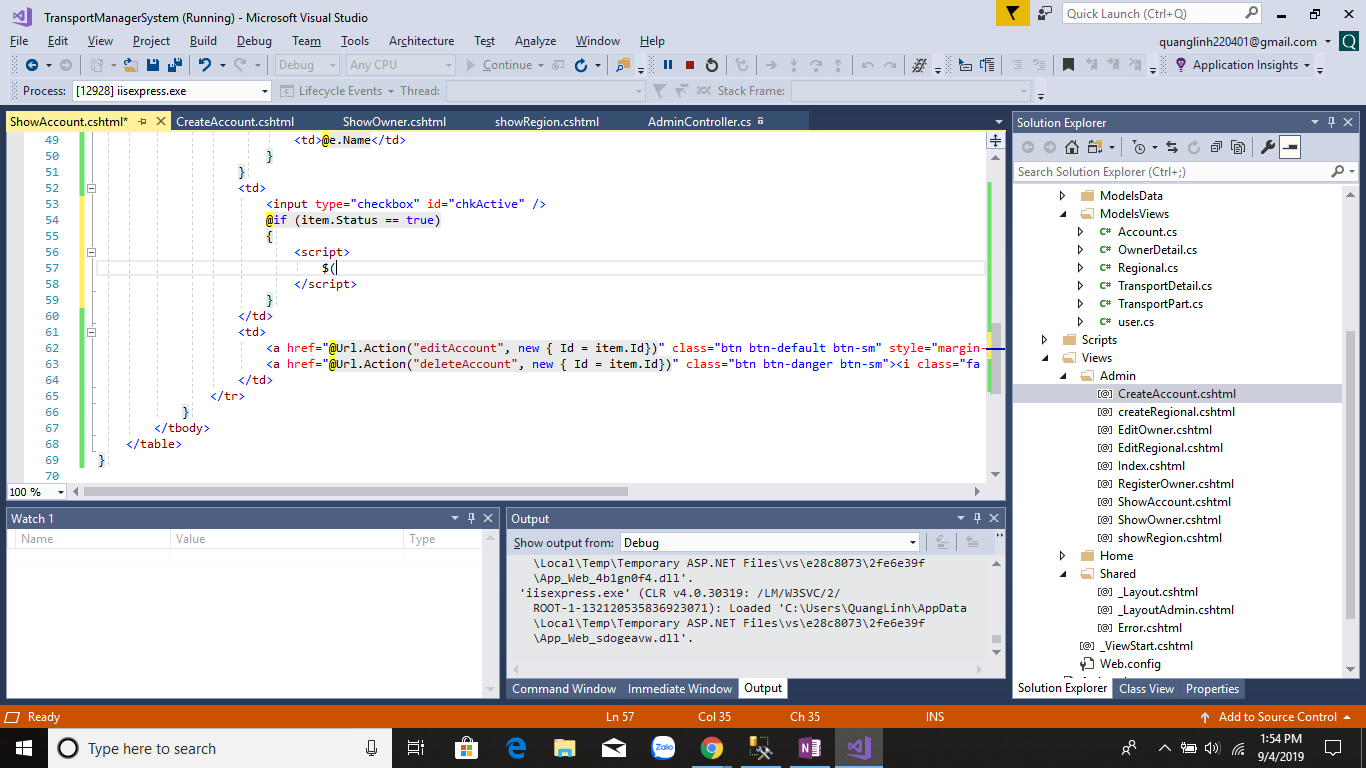 TransportManagerSystem (Running) - Microsoft Visual Studio
Quick Launch (Ctrl+Q)
File Edit View Project Build Debug Team Tools Architecture Test Analyze Window Help
quanglinh220401@gmail.com Q
Debug Any CPU Continue Application Insights
Process: [12928] iisexpress.exe Lifecycle Events Thread: Stack Frame:
ShowAccount.cshtml* CreateAccount.cshtml ShowOwner.cshtml showRegion.cshtml AdminController.cs
49 <td>@e.Name</td>
50 }
51 }
52 <td>
53 <input type="checkbox" id="chkActive" />
54 @if (item.Status == true)
55 {
56 <script>
57 $(
58 </script>
59 }
60 </td>
61 <td>
62 <a href="@Url.Action("editAccount", new { Id = item.Id})" class="btn btn-default btn-sm" style="margin-
63 <a href="@Url.Action("deleteAccount", new { Id = item.Id})" class="btn btn-danger btn-sm"><i class="fa
64 </td>
65 </tr>
66 }
67 </tbody>
68 </table>
69 }
70
100 %
Solution Explorer
Search Solution Explorer (Ctrl+;)
ModelsData
ModelsViews
C# Account.cs
C# OwnerDetail.cs
C# Regional.cs
C# TransportDetail.cs
C# TransportPart.cs
C# user.cs
Scripts
Views
Admin
[@] CreateAccount.cshtml
[@] createRegional.cshtml
[@] EditOwner.cshtml
[@] EditRegional.cshtml
[@] Index.cshtml
[@] RegisterOwner.cshtml
[@] ShowAccount.cshtml
[@] ShowOwner.cshtml
[@] showRegion.cshtml
Home
Shared
[@] _Layout.cshtml
[@] _LayoutAdmin.cshtml
[@] Error.cshtml
[@] _ViewStart.cshtml
Web.config
Solution Explorer Class View Properties
Watch 1
Name Value Type
Output
Show output from: Debug
\Local\Temp\Temporary ASP.NET Files\vs\e28c8073\2fe6e39f
\App_Web_4b1gn0f4.dll'.
'iisexpress.exe' (CLR v4.0.30319: /LM/W3SVC/2/
ROOT-1-132120535836923071): Loaded 'C:\Users\QuangLinh\AppData
\Local\Temp\Temporary ASP.NET Files\vs\e28c8073\2fe6e39f
\App_Web_sdogeavw.dll'.
Command Window Immediate Window Output
Ready Ln 57 Col 35 Ch 35 INS Add to Source Control
Type here to search
Zalo
N
1:54 PM
9/4/2019